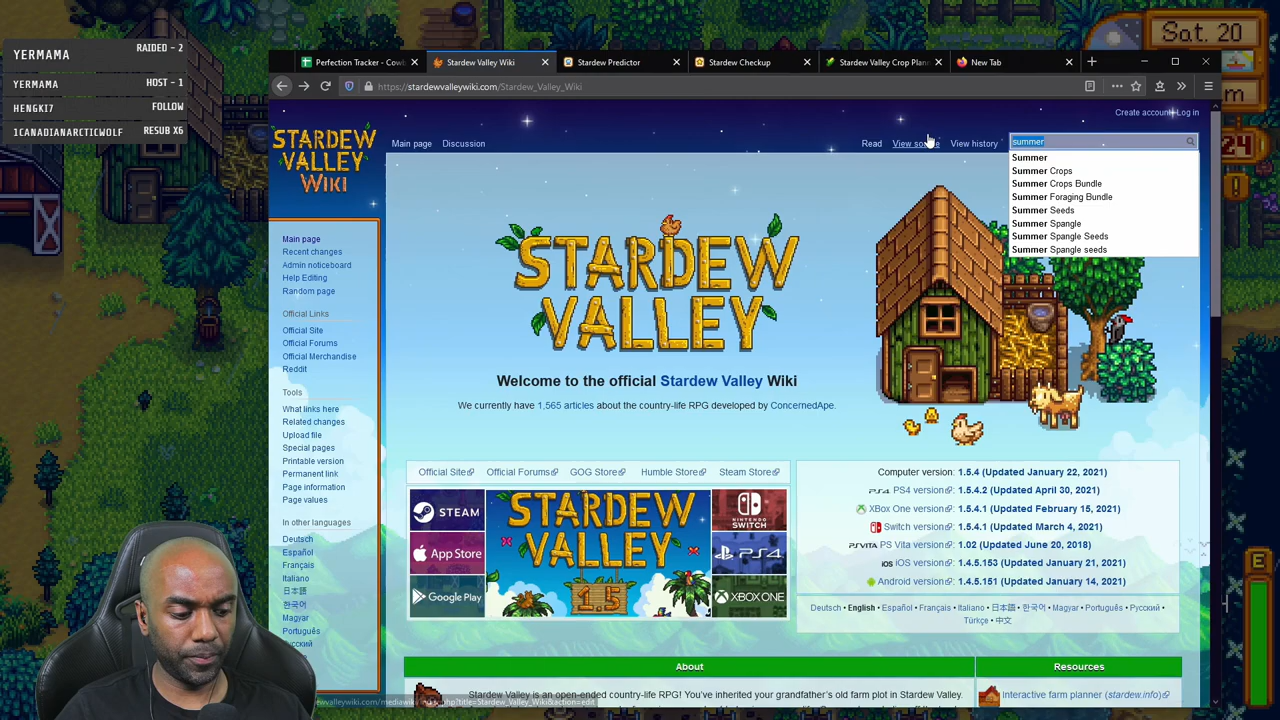 YERMAMA RAIDED - 2
YERMAMA HOST - 1
HENGKI7 FOLLOW
1CANADIANARCTICWOLF RESUB X6
Sat. 20
Perfection Tracker - Cowb
Stardew Valley Wiki
Stardew Predictor
Stardew Checkup
Stardew Valley Crop Plann
New Tab
https://stardewvalleywiki.com/Stardew_Valley_Wiki
Create account Log in
STARDEW
VALLEY
WIKI
Main page Discussion
Read View source View history
summer
Summer
Summer Crops
Summer Crops Bundle
Summer Foraging Bundle
Summer Seeds
Summer Spangle
Summer Spangle Seeds
Summer Spangle seeds
Main page
Recent changes
Admin noticeboard
Help Editing
Random page
Official Links
Official Site
Official Forums
Official Merchandise
Reddit
Tools
What links here
Related changes
Upload file
Special pages
Printable version
Permanent link
Page information
Page values
In other languages
Deutsch
Español
Français
Italiano
日本語
한국어
Magyar
Português
Русский
STARDEW
VALLEY
Welcome to the official Stardew Valley Wiki
We currently have 1,565 articles about the country-life RPG developed by ConcernedApe.
Official Site Official Forums GOG Store Humble Store Steam Store
STEAM
App Store
Google Play
STARDEW
VALLEY
1.5
NINTENDO
SWITCH
PS4
XBOX ONE
Computer version: 1.5.4 (Updated January 22, 2021)
PS4 PS4 version: 1.5.4.2 (Updated April 30, 2021)
XBox One version: 1.5.4.1 (Updated February 15, 2021)
Switch version: 1.5.4.1 (Updated March 4, 2021)
PSVITA PS Vita version: 1.02 (Updated June 20, 2018)
iOS iOS version: 1.4.5.153 (Updated January 21, 2021)
Android version: 1.4.5.151 (Updated January 14, 2021)
Deutsch • English • Español • Français • Italiano • 日本語 • 한국어 • Magyar • Português • Русский •
Türkçe • 中文
About
Resources
Stardew Valley is an open-ended country-life RPG! You've inherited your grandfather's old farm plot in Stardew Valley.
Interactive farm planner (stardew.info)
E